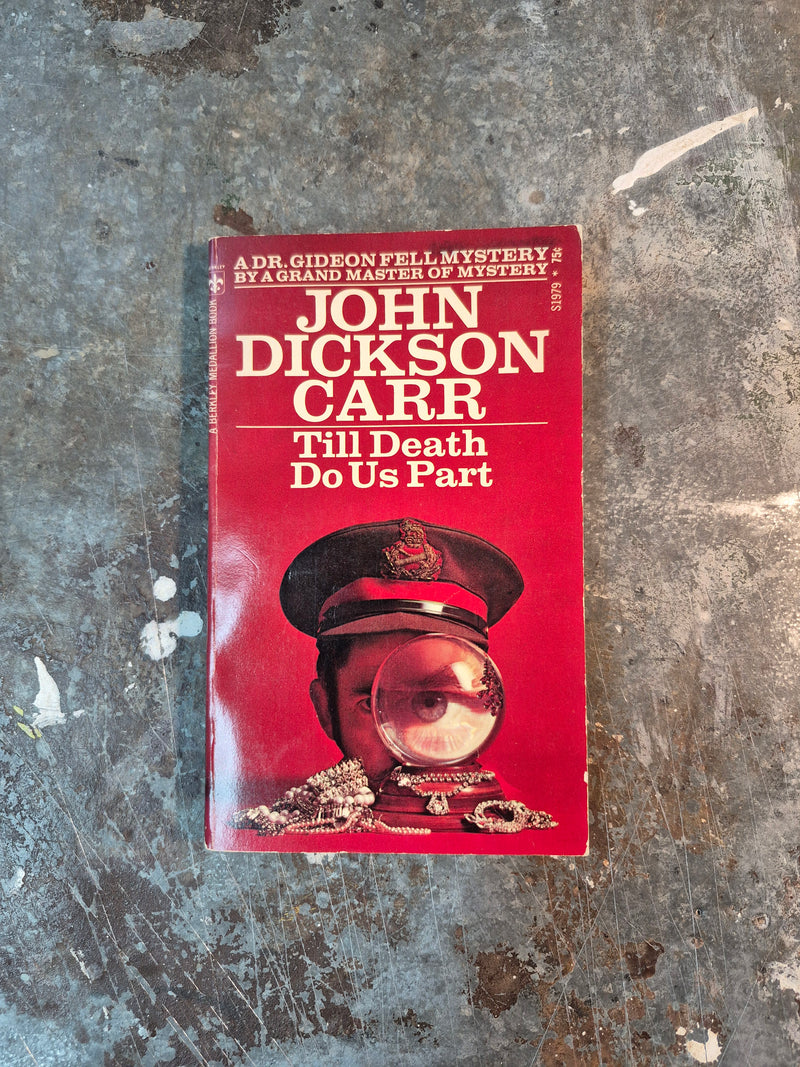 A DR. GIDEON FELL MYSTERY
BY A GRAND MASTER OF MYSTERY
S1979 * 75¢
JOHN
DICKSON
CARR
Till Death
Do Us Part
BERKLEY
A BERKLEY MEDALLION BOOK